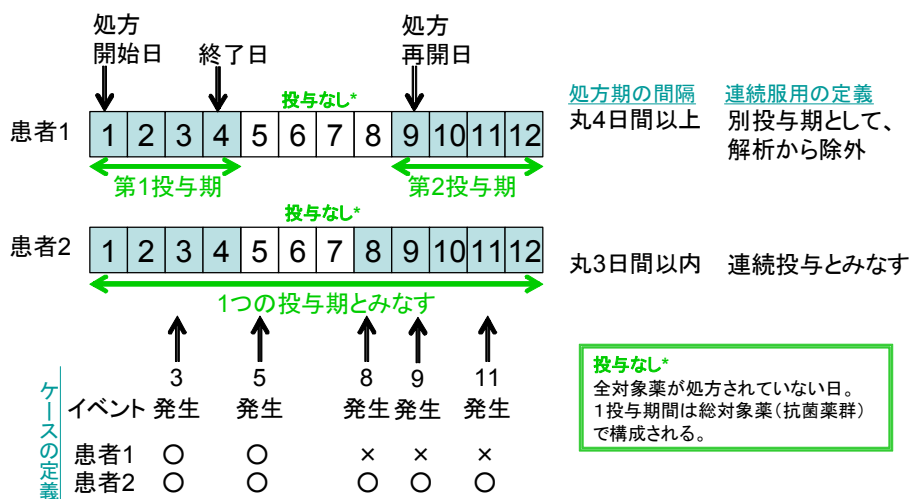 処方
開始日
終了日
処方
再開日
投与なし*
処方期の間隔 連続服用の定義
患者1 1 2 3 4 5 6 7 8 9 10 11 12
丸4日間以上 別投与期として、
解析から除外
第1投与期 第2投与期
投与なし*
患者2 1 2 3 4 5 6 7 8 9 10 11 12
丸3日間以内 連続投与とみなす
1つの投与期とみなす
3 5 8 9 11
イベント 発生 発生 発生 発生 発生
ケースの定義
患者1 ○ ○ × × ×
患者2 ○ ○ ○ ○ ○
投与なし*
全対象薬が処方されていない日。
1投与期間は総対象薬(抗菌薬群)
で構成される。